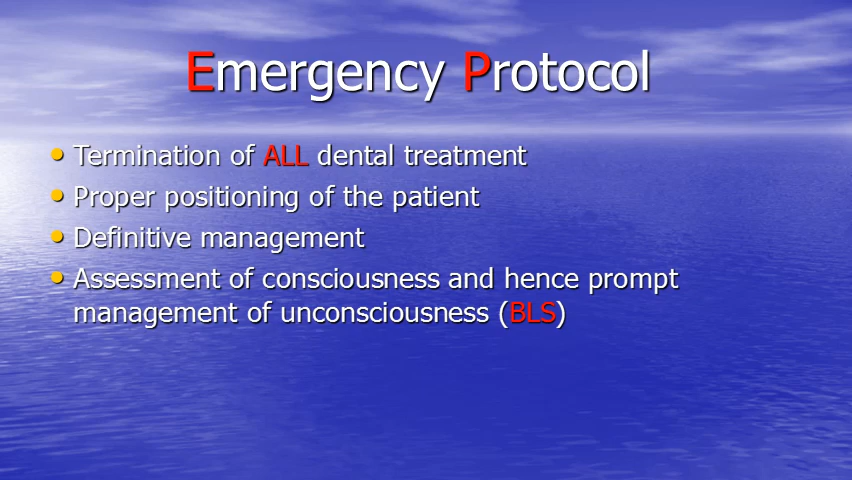 Emergency Protocol
• Termination of ALL dental treatment
• Proper positioning of the patient
• Definitive management
• Assessment of consciousness and hence prompt
management of unconsciousness (BLS)